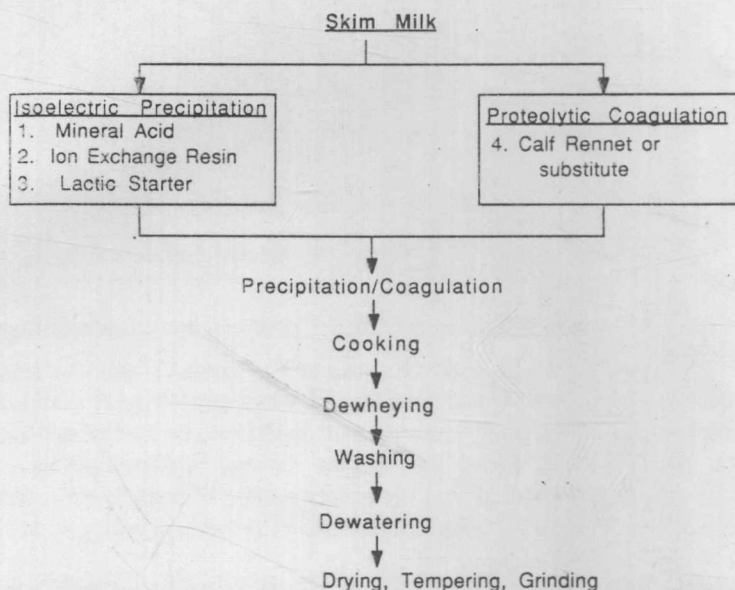 Skim Milk
Isoelectric Precipitation
1. Mineral Acid
2. Ion Exchange Resin
3. Lactic Starter
Proteolytic Coagulation
4. Calf Rennet or
substitute
Precipitation/Coagulation
Cooking
Dewheying
Washing
Dewatering
Drying, Tempering, Grinding